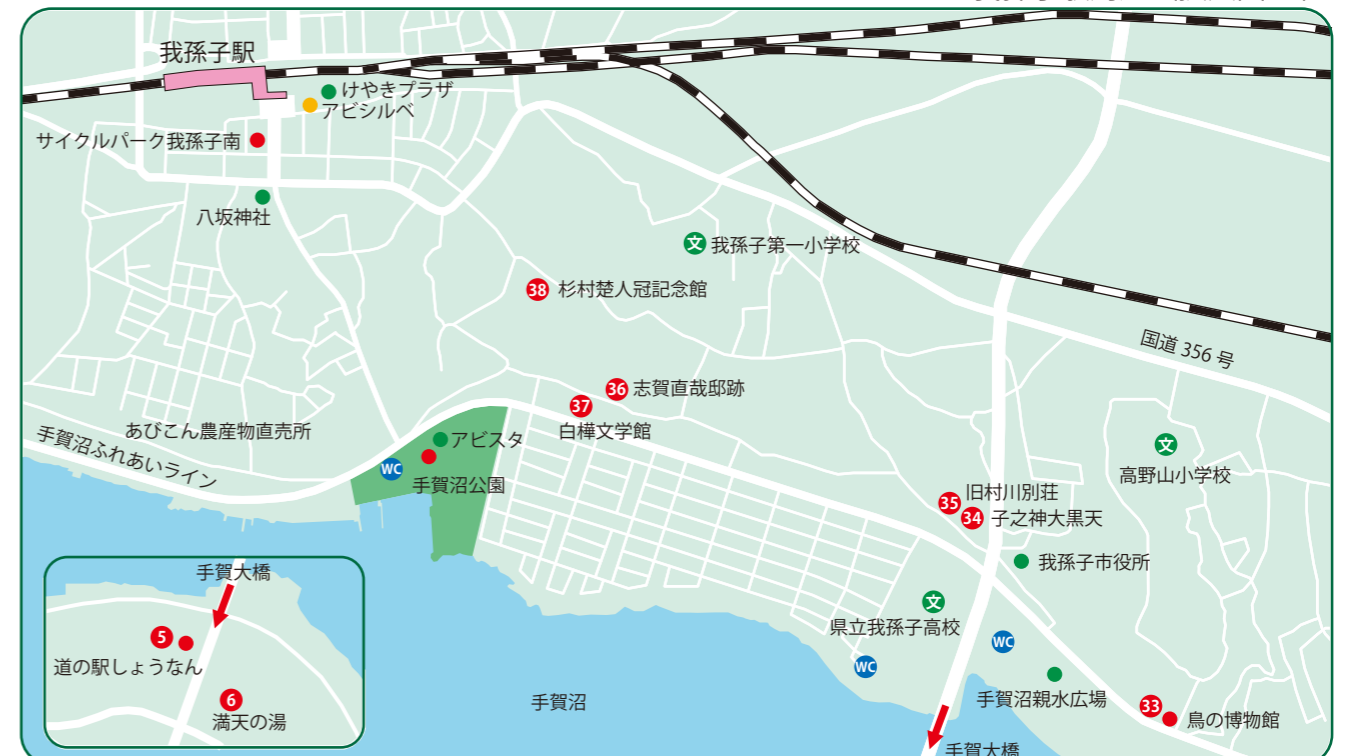 我孫子駅
けやきプラザ
アビシルベ
サイクルパーク我孫子南
八坂神社
文 我孫子第一小学校
38 杉村楚人冠記念館
国道 356 号
36 志賀直哉邸跡
37
白樺文学館
あびこん農産物直売所
手賀沼ふれあいライン
アビスタ
WC
手賀沼公園
文
高野山小学校
35 旧村川別荘
34 子之神大黒天
我孫子市役所
文
県立我孫子高校
WC
WC
手賀沼親水広場
33
鳥の博物館
手賀沼
手賀大橋
手賀大橋
5
道の駅しょうなん
6
満天の湯